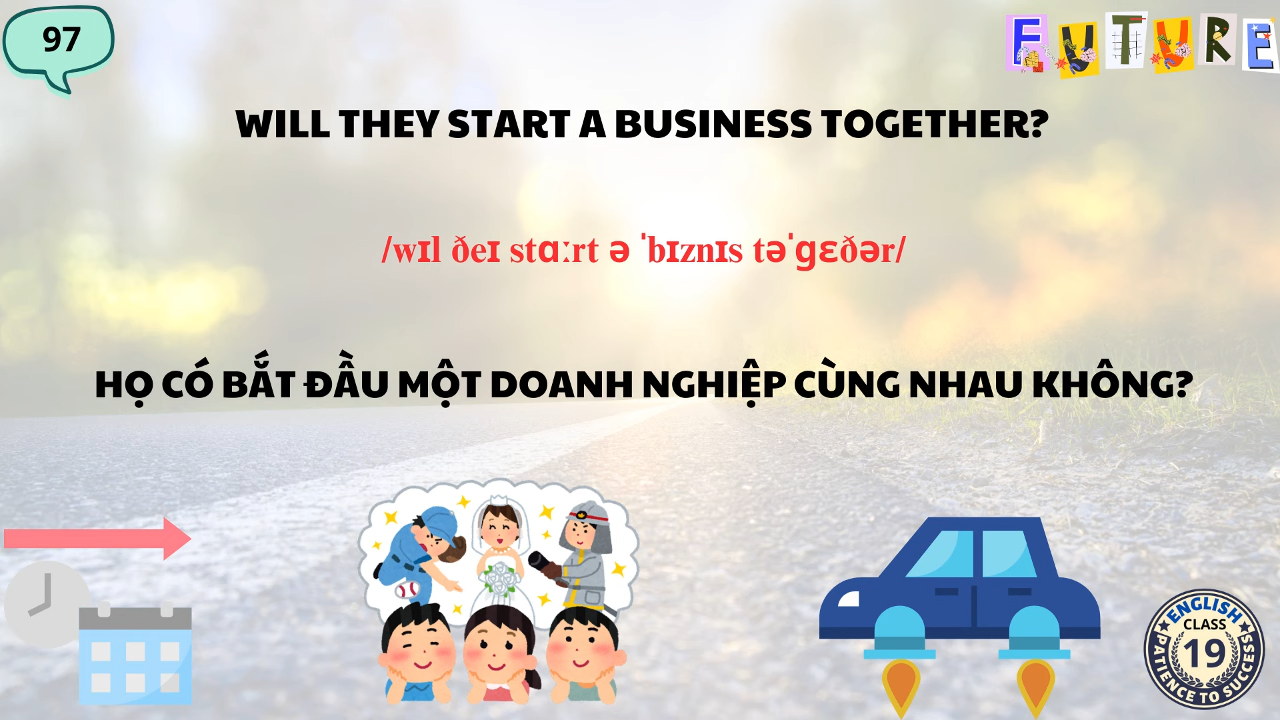 97
FUTURE
WILL THEY START A BUSINESS TOGETHER?
/wɪl ðeɪ stɑːrt ə ˈbɪznɪs təˈɡɛðər/
HỌ CÓ BẮT ĐẦU MỘT DOANH NGHIỆP CÙNG NHAU KHÔNG?
ENGLISH
CLASS
19
PATIENCE TO SUCCESS